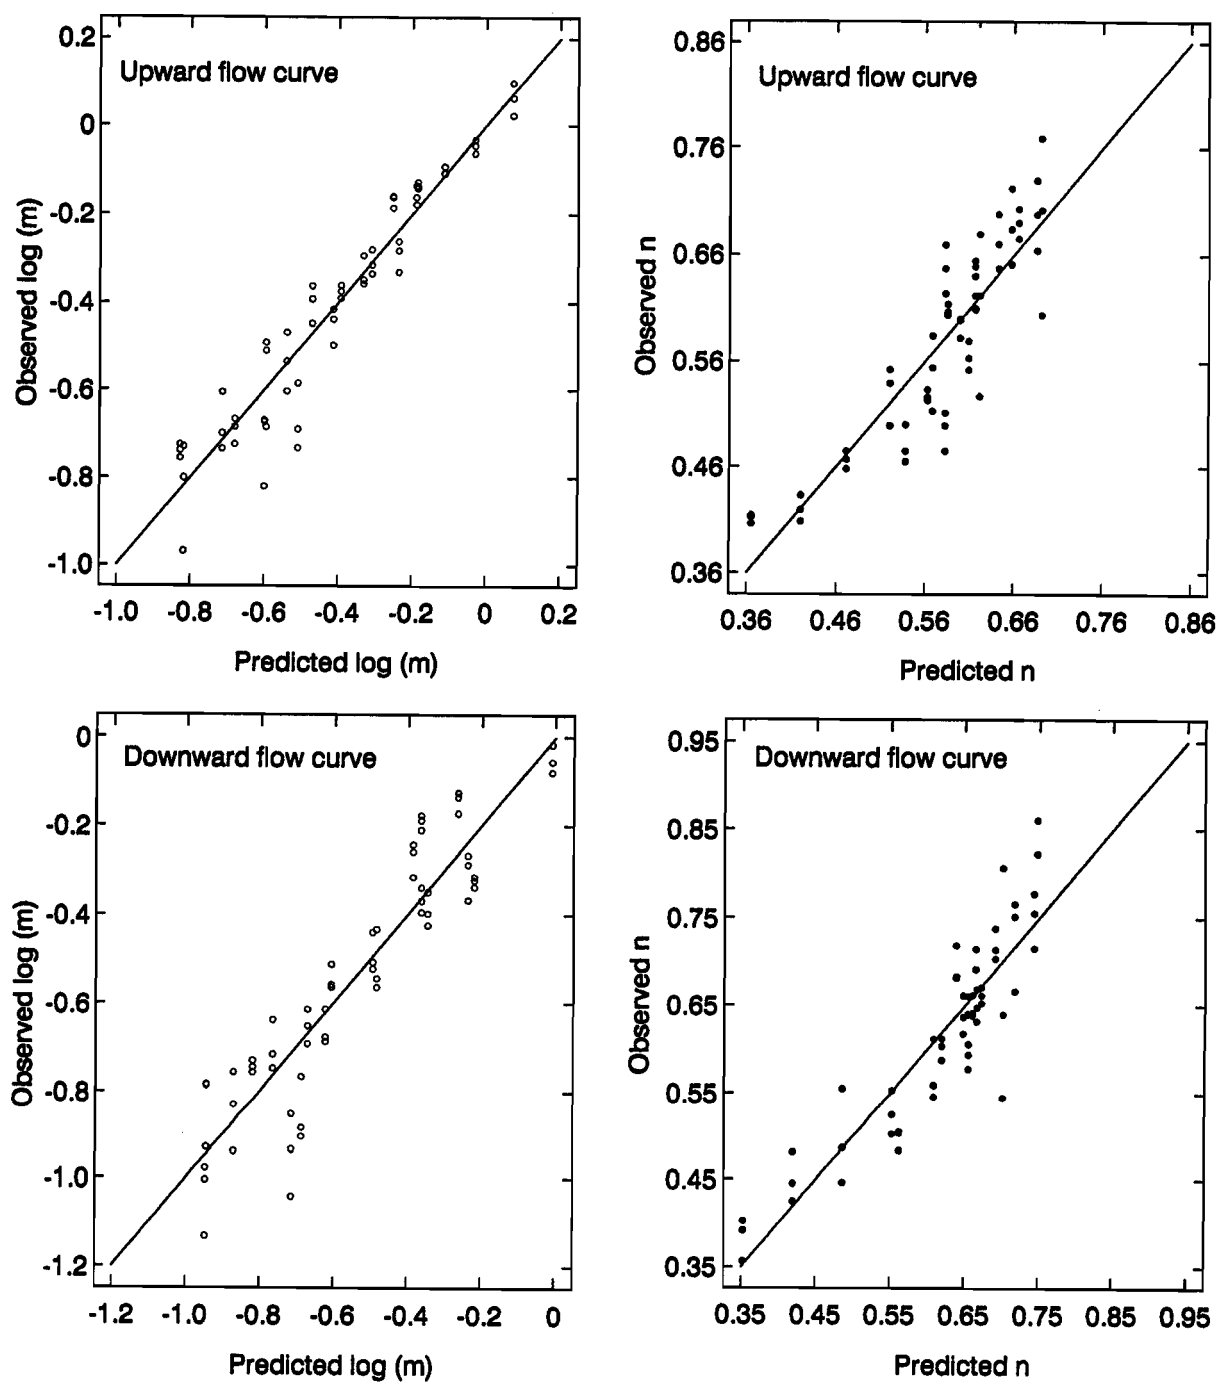 Upward flow curve
Observed log (m)
0.2
0
-0.2
-0.4
-0.6
-0.8
-1.0
-1.0 -0.8 -0.6 -0.4 -0.2 0 0.2
Predicted log (m)
Upward flow curve
Observed n
0.86
0.76
0.66
0.56
0.46
0.36
0.36 0.46 0.56 0.66 0.76 0.86
Predicted n
Downward flow curve
Observed log (m)
0
-0.2
-0.4
-0.6
-0.8
-1.0
-1.2
-1.2 -1.0 -0.8 -0.6 -0.4 -0.2 0
Predicted log (m)
Downward flow curve
Observed n
0.95
0.85
0.75
0.65
0.55
0.45
0.35
0.35 0.45 0.55 0.65 0.75 0.85 0.95
Predicted n